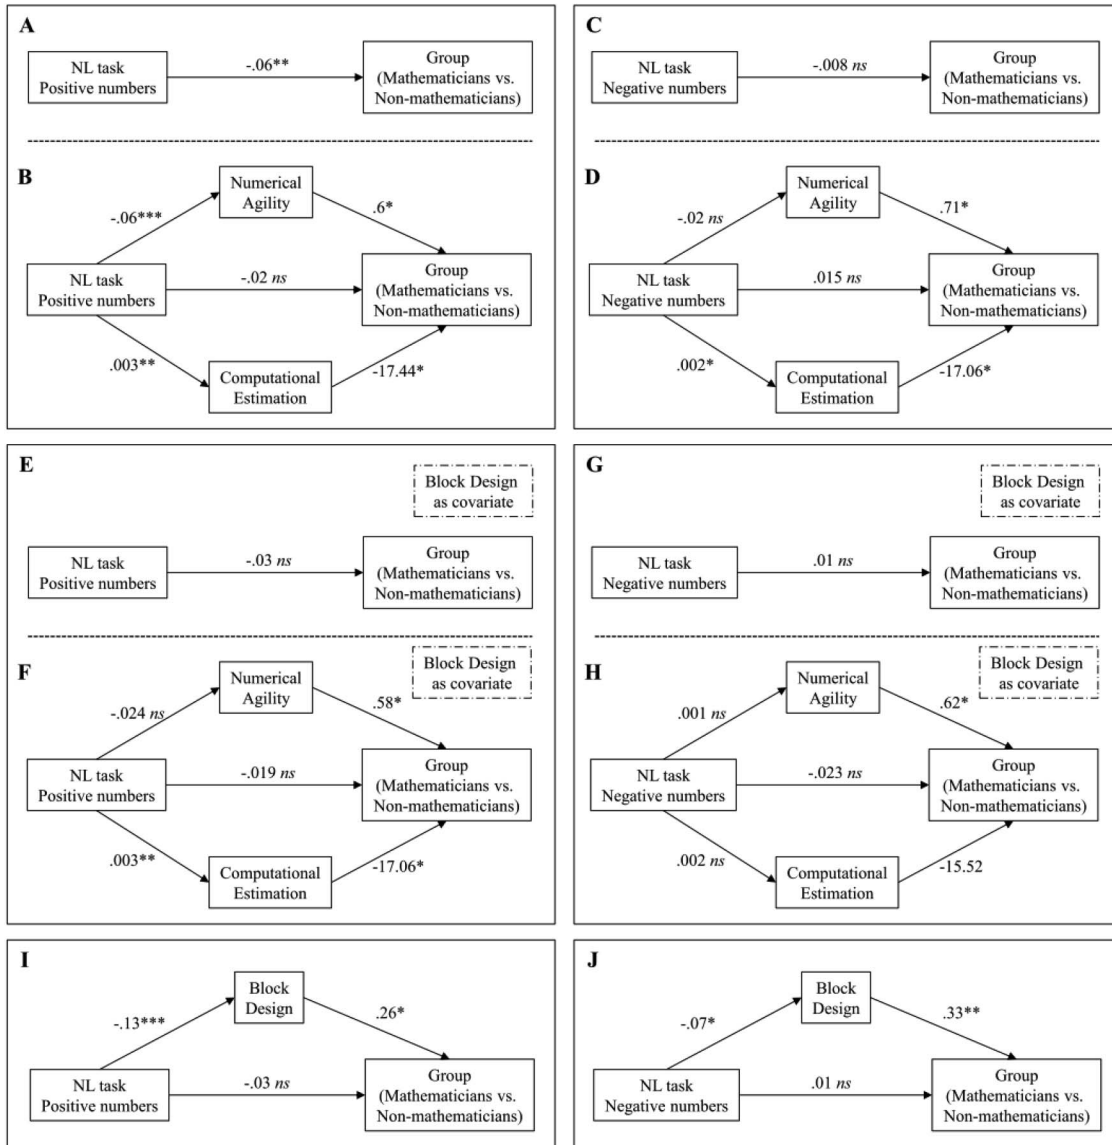 A
NL task
Positive numbers
-.06**
Group
(Mathematicians vs.
Non-mathematicians)
B
Numerical
Agility
-.06***
.6*
NL task
Positive numbers
-.02 ns
Group
(Mathematicians vs.
Non-mathematicians)
.003**
-17.44*
Computational
Estimation
C
NL task
Negative numbers
-.008 ns
Group
(Mathematicians vs.
Non-mathematicians)
D
Numerical
Agility
-.02 ns
.71*
NL task
Negative numbers
.015 ns
Group
(Mathematicians vs.
Non-mathematicians)
.002*
-17.06*
Computational
Estimation
E
Block Design
as covariate
NL task
Positive numbers
-.03 ns
Group
(Mathematicians vs.
Non-mathematicians)
F
Block Design
as covariate
Numerical
Agility
-.024 ns
.58*
NL task
Positive numbers
-.019 ns
Group
(Mathematicians vs.
Non-mathematicians)
.003**
-17.06*
Computational
Estimation
G
Block Design
as covariate
NL task
Negative numbers
.01 ns
Group
(Mathematicians vs.
Non-mathematicians)
H
Block Design
as covariate
Numerical
Agility
.001 ns
.62*
NL task
Negative numbers
-.023 ns
Group
(Mathematicians vs.
Non-mathematicians)
.002 ns
-15.52
Computational
Estimation
I
Block
Design
-.13***
.26*
NL task
Positive numbers
-.03 ns
Group
(Mathematicians vs.
Non-mathematicians)
J
Block
Design
-.07*
.33**
NL task
Negative numbers
.01 ns
Group
(Mathematicians vs.
Non-mathematicians)